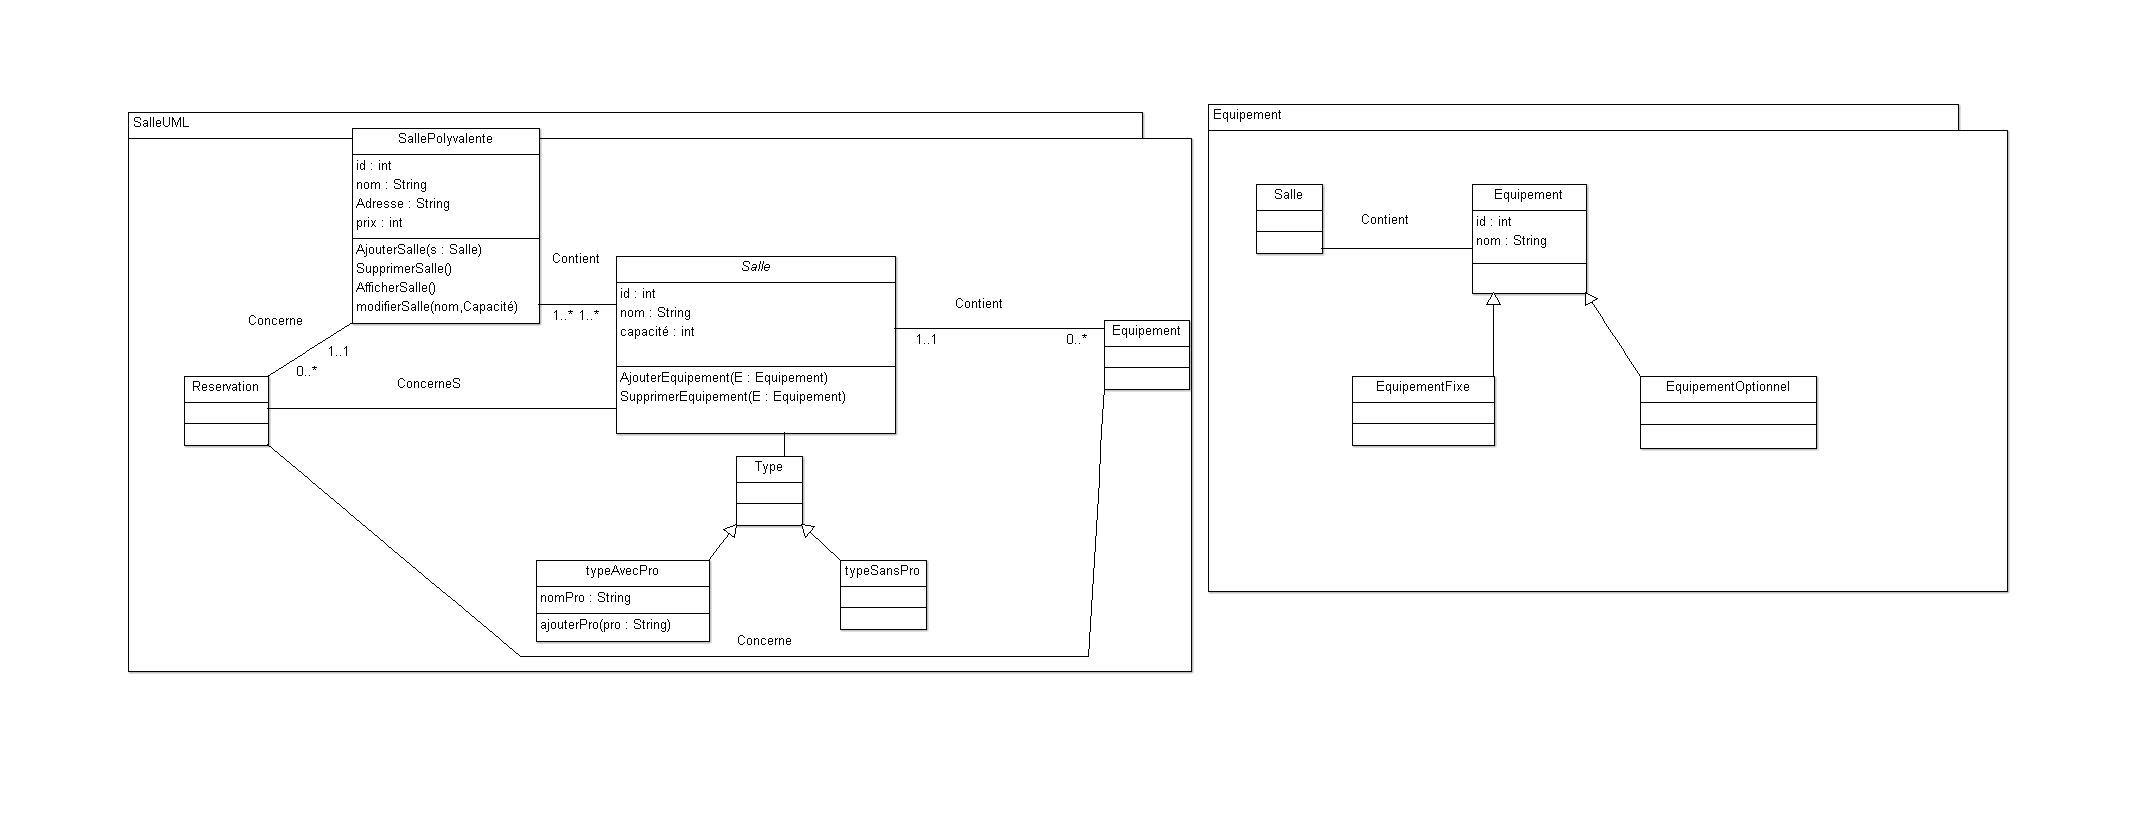 SalleUML
SallePolyvalente
id : int
nom : String
Adresse : String
prix : int
AjouterSalle(s : Salle)
SupprimerSalle()
AfficherSalle()
modifierSalle(nom,Capacité)
Contient
1..* 1..*
Salle
id : int
nom : String
capacité : int
AjouterEquipement(E : Equipement)
SupprimerEquipement(E : Equipement)
Contient
1..1
0..*
Equipement
Concerne
1..1
0..*
Reservation
ConcerneS
Type
typeAvecPro
nomPro : String
ajouterPro(pro : String)
typeSansPro
Concerne
Equipement
Salle
Contient
Equipement
id : int
nom : String
EquipementFixe
EquipementOptionnel